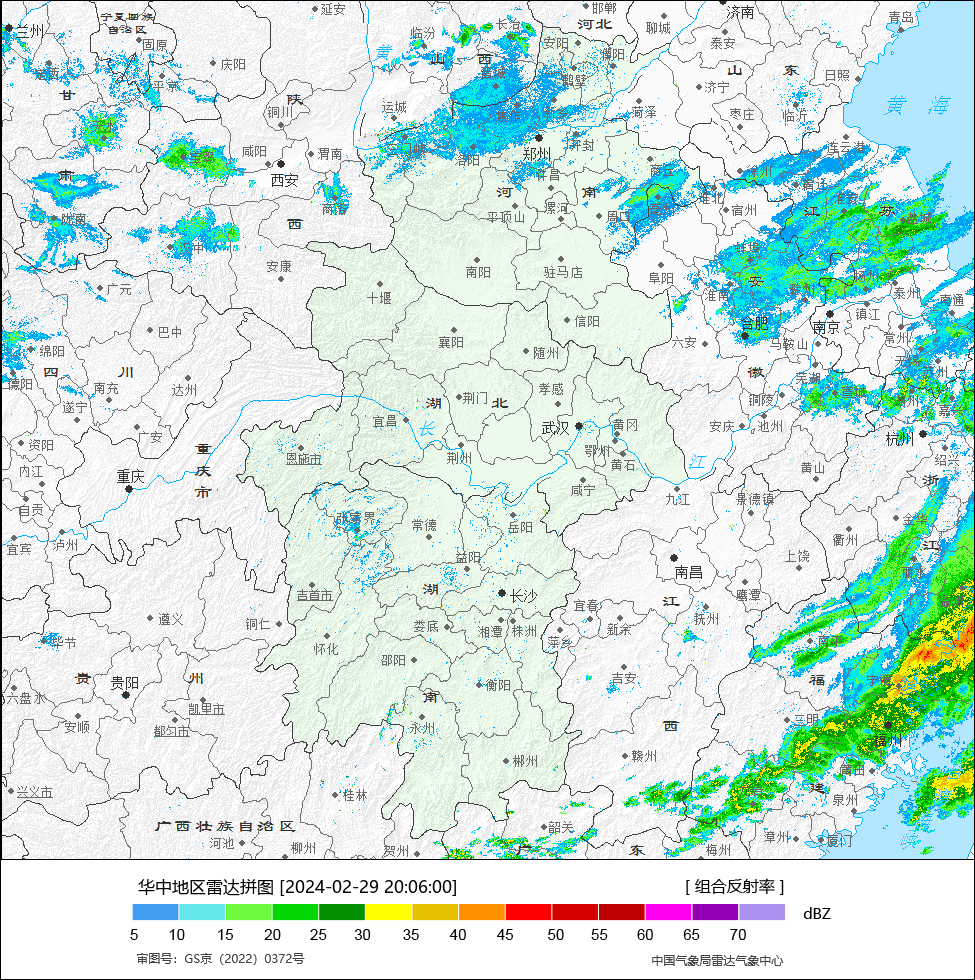 延安
邯郸
济南
青岛
宁夏回族
自治区
兰州
临汾
长治
河北
聊城
固原
安阳
濮阳
泰安
黄
山 西
定西
庆阳
鹤壁
山 东
日照
平凉
甘
陕
济宁
铜川
运城
菏泽
枣庄
临沂
黄 海
河
开封
连云港
咸阳
渭南
洛阳
郑州
西安
许昌
河 南
肃
商洛
漯河
平顶山
周口
淮北
宿州
江 苏
陇南
西
汉中
安康
南阳
驻马店
阜阳
安
广元
十堰
淮南
泰州
南通
信阳
合肥
南京
镇江
巴中
襄阳
随州
六安
马鞍山
常州
绵阳
四 川
徽
芜湖
德阳
南充
达州
孝感
荆门
湖 北
铜陵
遂宁
宜昌
长
武汉
黄冈
安庆
池州
杭州
嘉兴
广安
资阳
重
庆
市
恩施市
荆州
鄂州
黄石
江
黄山
绍兴
内江
重庆
咸宁
九江
景德镇
浙
自贡
张家界
常德
岳阳
金华
衢州
江
宜宾
泸州
益阳
上饶
南昌
吉首市
湖
长沙
鹰潭
遵义
铜仁
娄底
湘潭
株洲
宜春
新余
江
抚州
萍乡
毕节
怀化
邵阳
南平
贵 州
贵阳
衡阳
吉安
福
宁德
六盘水
凯里市
南
安顺
都匀市
永州
西
三明
福州
郴州
赣州
莆田
兴义市
桂林
建
泉州
广西壮族自治区
韶关
漳州
厦门
河池
柳州
贺州
广
东
梅州
华中地区雷达拼图 [2024-02-29 20:06:00]
[ 组合反射率 ]
dBZ
5 10 15 20 25 30 35 40 45 50 55 60 65 70
审图号：GS京（2022）0372号
中国气象局雷达气象中心